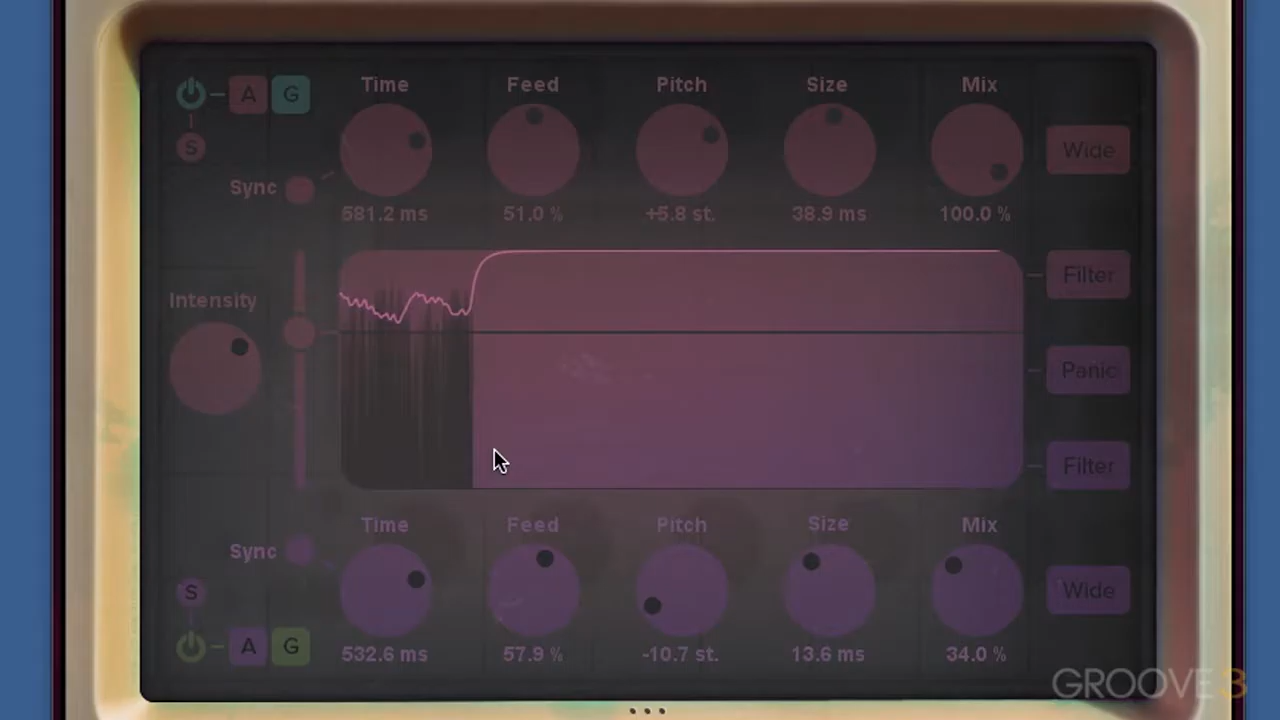 A G Time Feed Pitch Size Mix
S
Sync
Wide
581.2 ms 51.0 % +5.8 st. 38.9 ms 100.0 %
Intensity
Filter
Panic
Filter
Time Feed Pitch Size Mix
Sync
S
Wide
A G
532.6 ms 57.9 % -10.7 st. 13.6 ms 34.0 %
GROOVE3